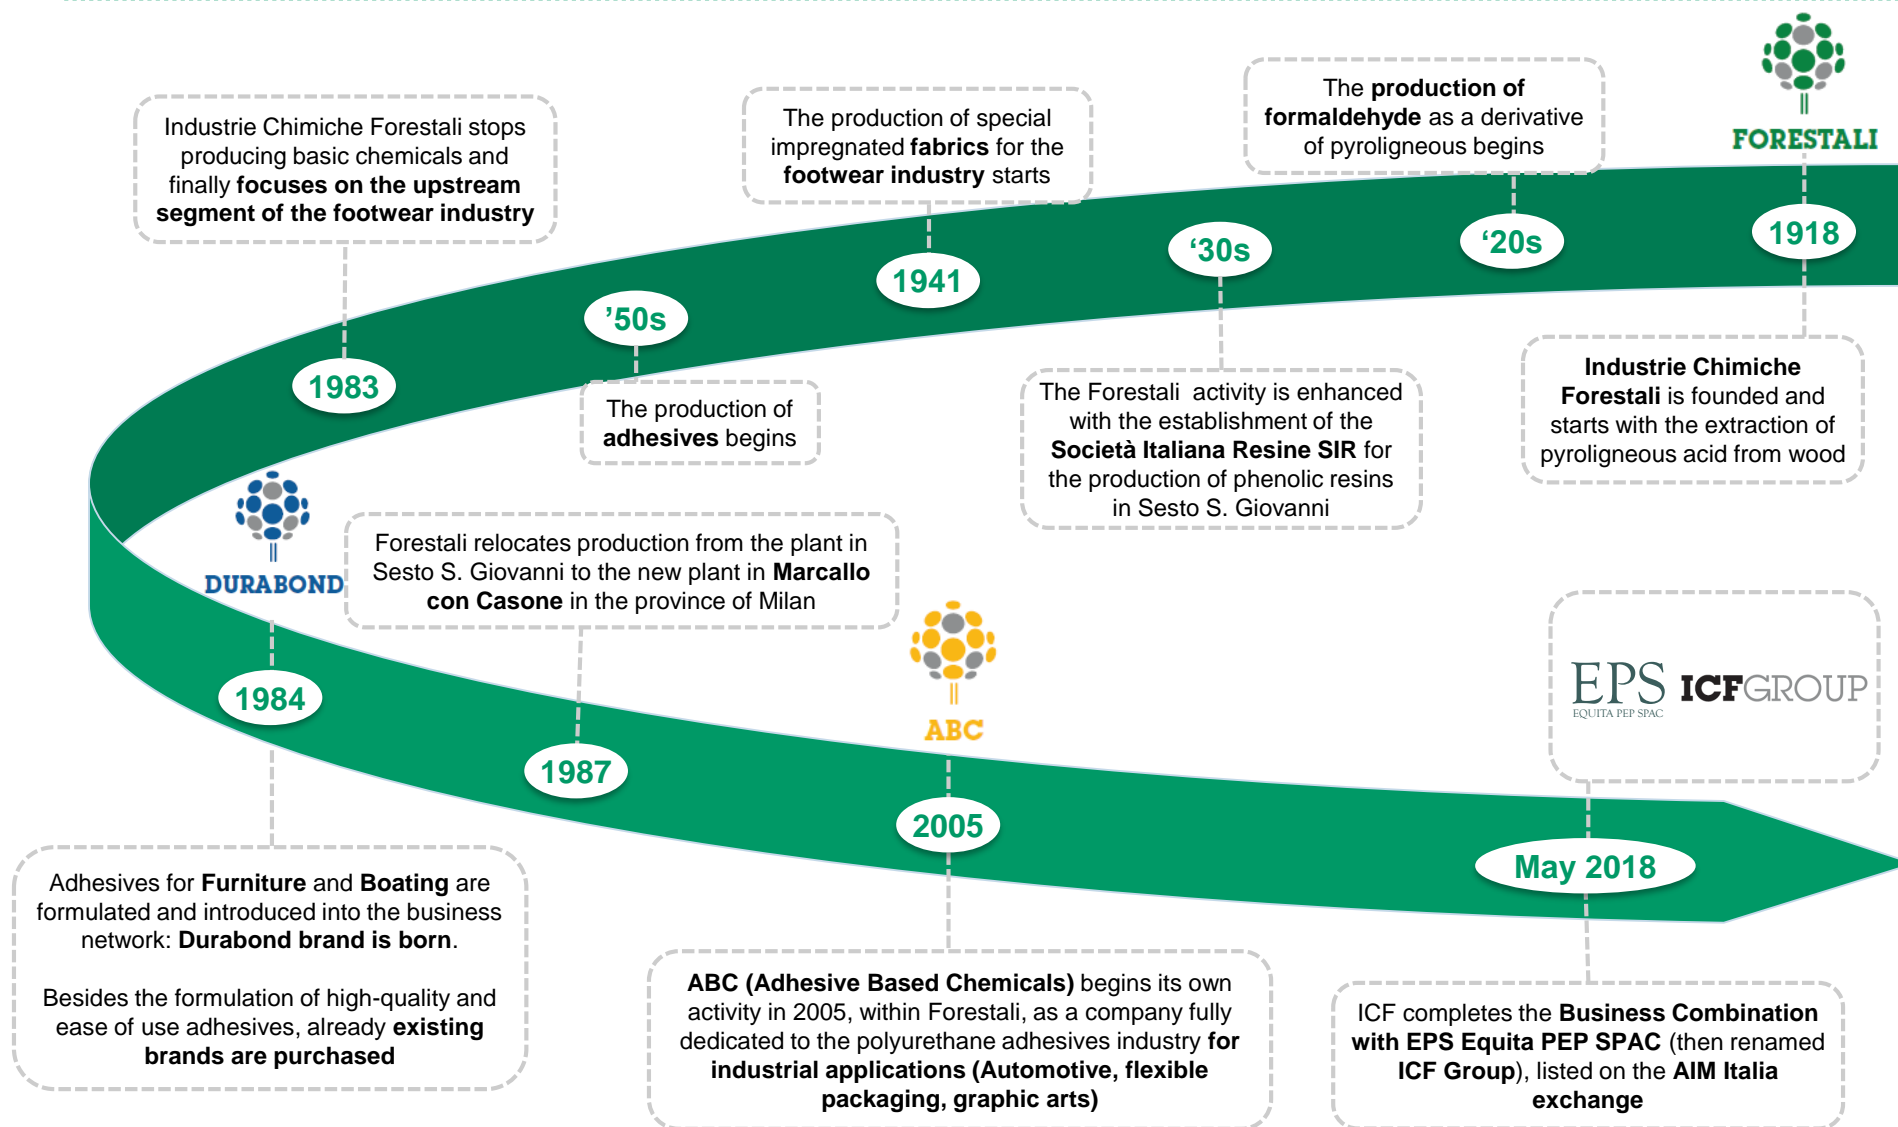 FORESTALI
Industrie Chimiche Forestali stops
producing basic chemicals and
finally focuses on the upstream
segment of the footwear industry
The production of special
impregnated fabrics for the
footwear industry starts
The production of
formaldehyde as a derivative
of pyroligneous begins
1983
’50s
1941
‘30s
‘20s
1918
The production of
adhesives begins
The Forestali activity is enhanced
with the establishment of the
Società Italiana Resine SIR for
the production of phenolic resins
in Sesto S. Giovanni
Industrie Chimiche
Forestali is founded and
starts with the extraction of
pyroligneous acid from wood
DURABOND
Forestali relocates production from the plant in
Sesto S. Giovanni to the new plant in Marcallo
con Casone in the province of Milan
ABC
EPS
EQUITA PEP SPAC
ICFGROUP
1984
1987
2005
May 2018
Adhesives for Furniture and Boating are
formulated and introduced into the business
network: Durabond brand is born.
Besides the formulation of high-quality and
ease of use adhesives, already existing
brands are purchased
ABC (Adhesive Based Chemicals) begins its own
activity in 2005, within Forestali, as a company fully
dedicated to the polyurethane adhesives industry for
industrial applications (Automotive, flexible
packaging, graphic arts)
ICF completes the Business Combination
with EPS Equita PEP SPAC (then renamed
ICF Group), listed on the AIM Italia
exchange